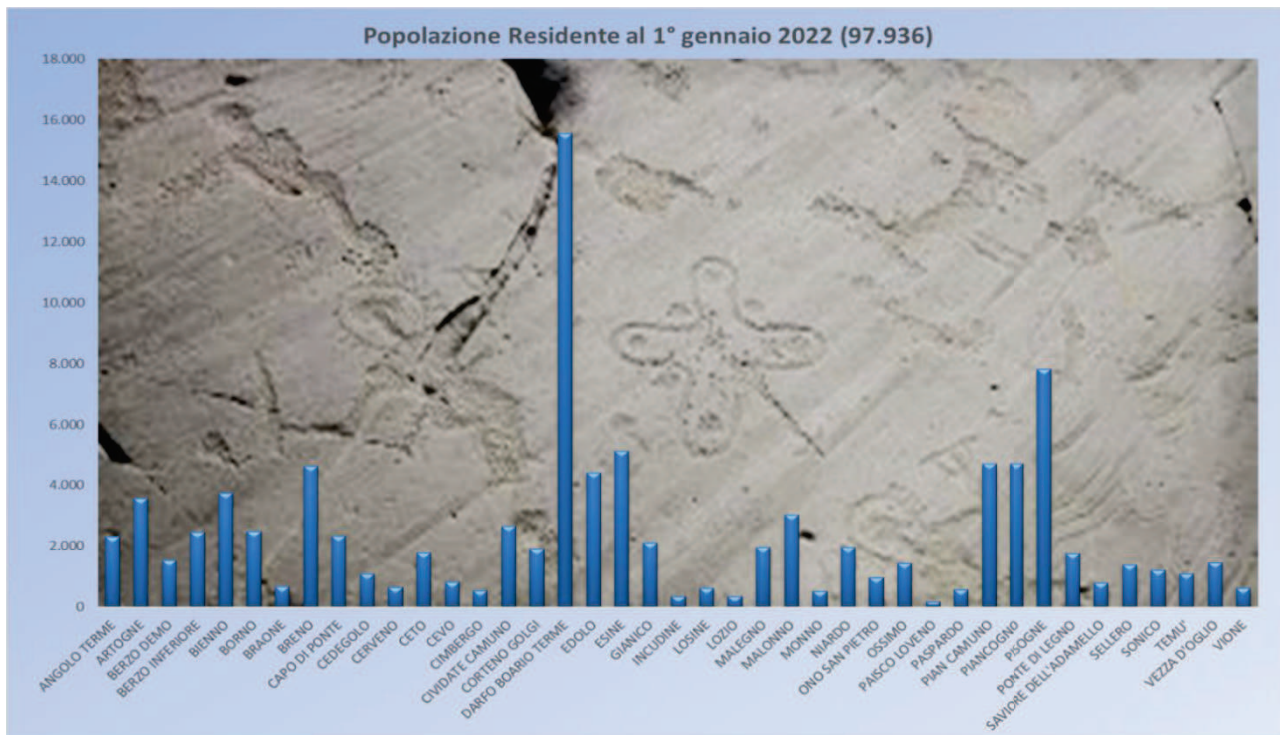 Popolazione Residente al 1° gennaio 2022 (97.936)
18.000
16.000
14.000
12.000
10.000
8.000
6.000
4.000
2.000
0
ANGOLO TERME
ARTOGNE
BERZO DEMO
BERZO INFERIORE
BIENNO
BORNO
BRAONE
BRENO
CAPO DI PONTE
CEDEGOLO
CERVENO
CETO
CEVO
CIMBERGO
CIVIDATE CAMUNO
CORTENO GOLGI
DARFO BOARIO TERME
EDOLO
ESINE
GIANICO
INCUDINE
LOSINE
LOZIO
MALEGNO
MALONNO
MONNO
NIARDO
ONO SAN PIETRO
OSSIMO
PAISCO LOVENO
PASPARDO
PIAN CAMUNO
PIANCOGNO
PISOGNE
PONTE DI LEGNO
SAVIORE DELL'ADAMELLO
SELLERO
SONICO
TEMU'
VEZZA D'OGLIO
VIONE